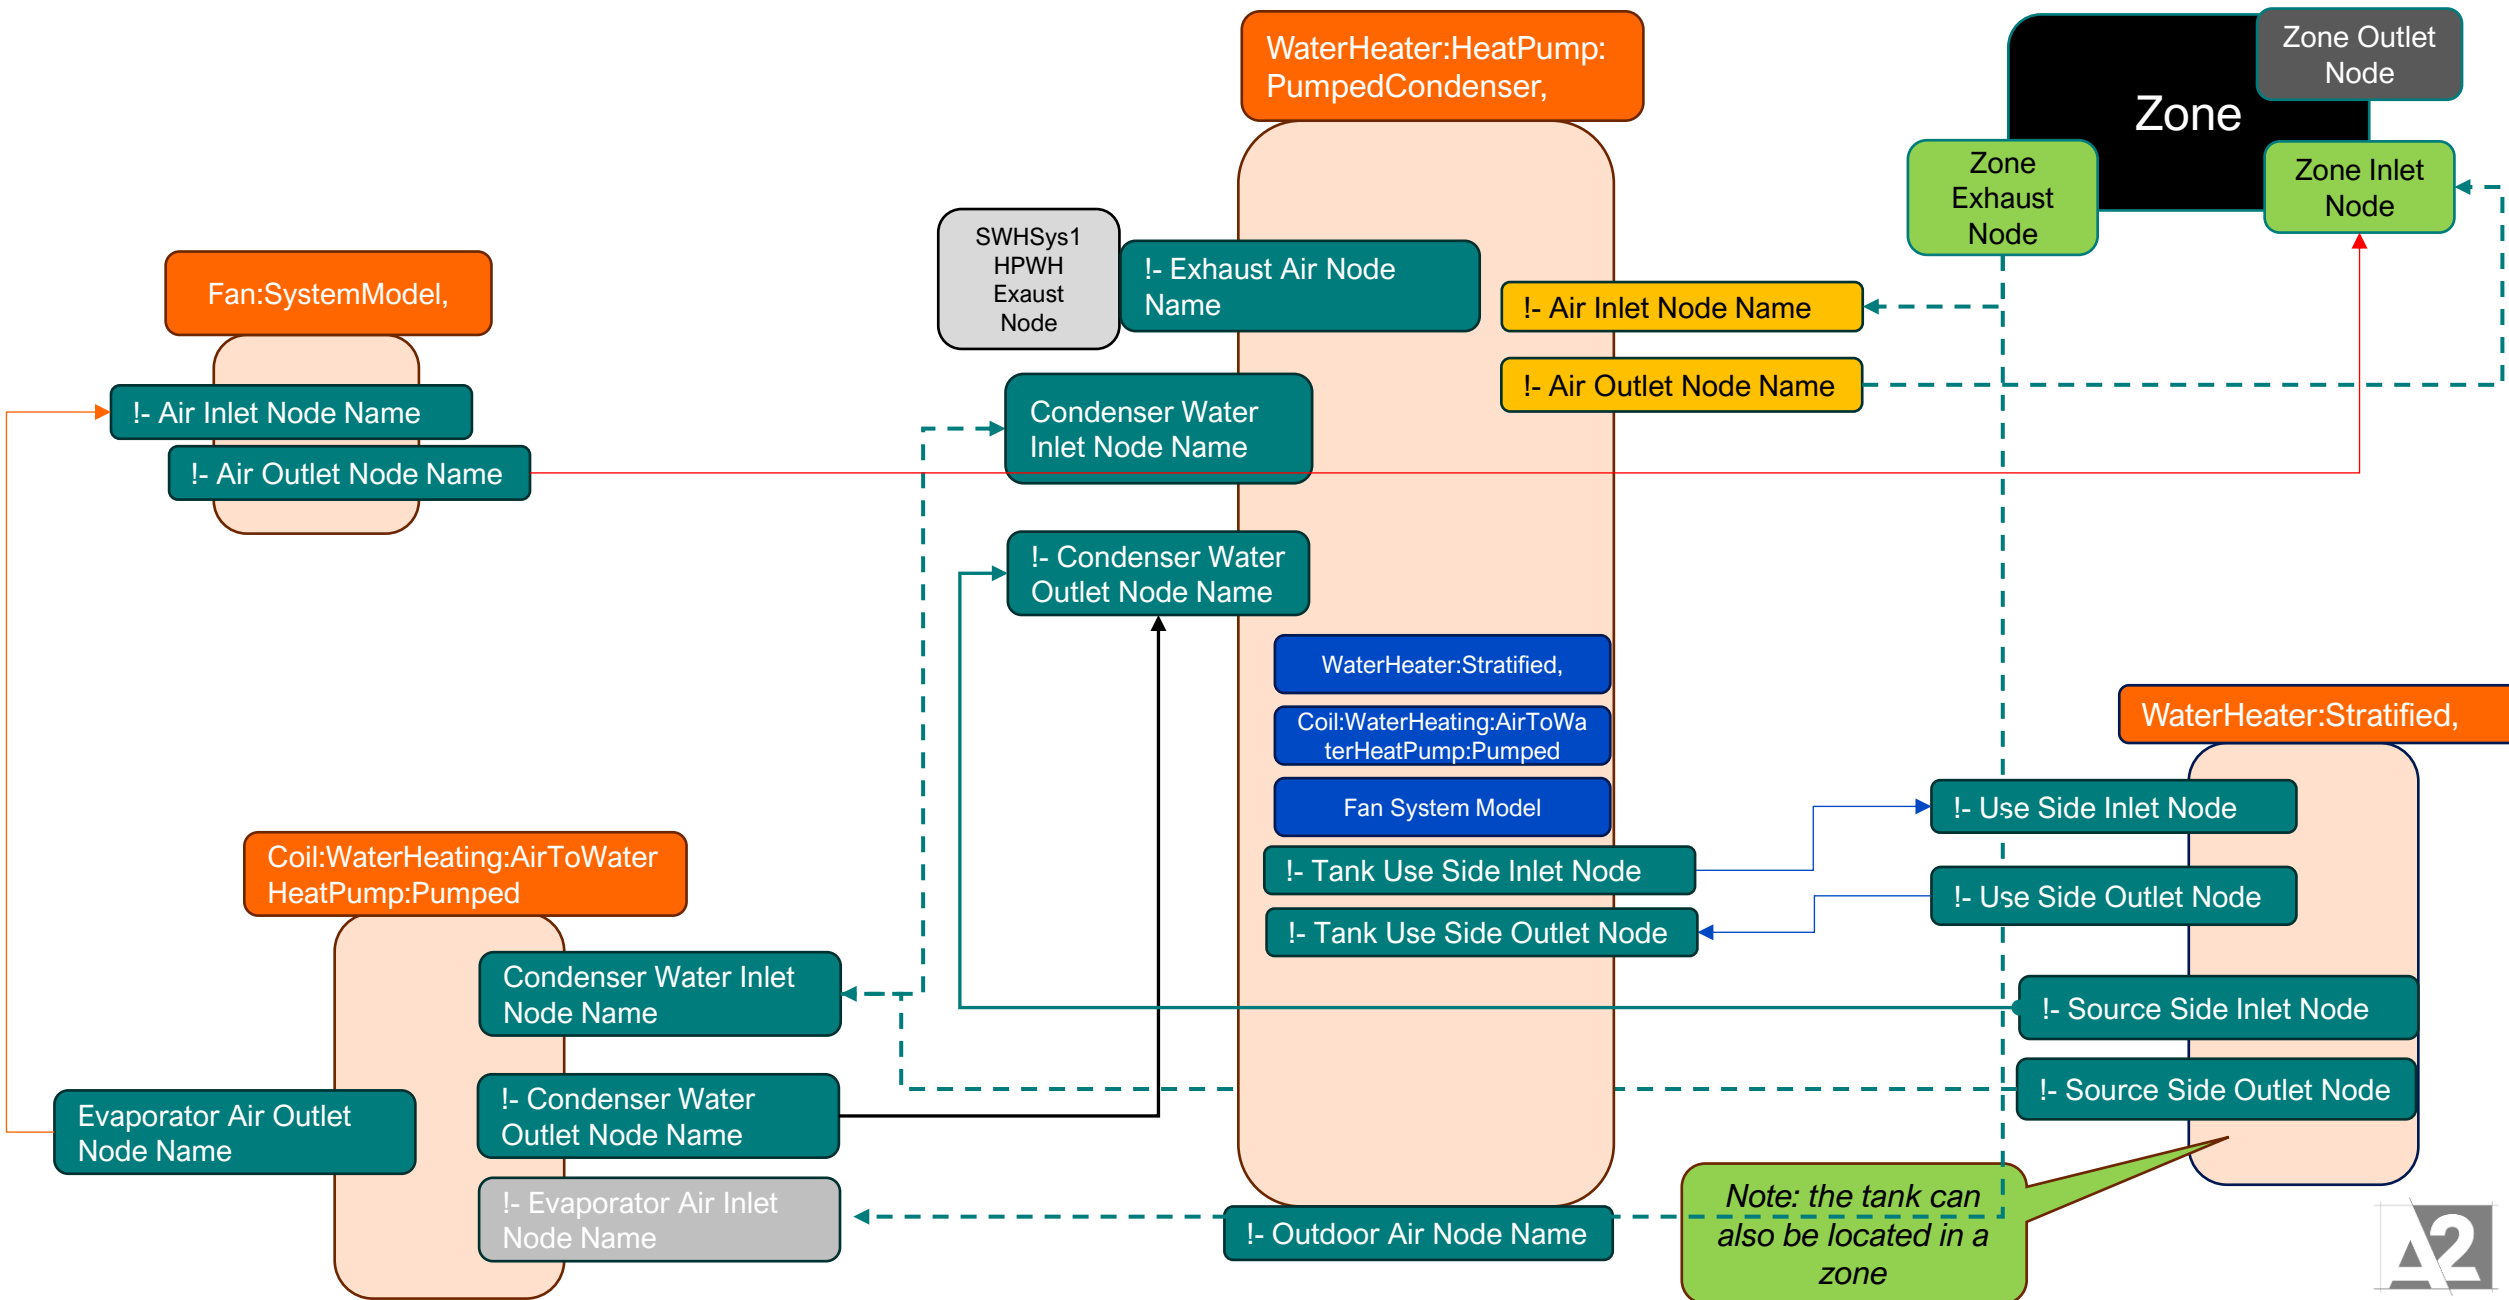 WaterHeater:HeatPump:
PumpedCondenser,
Zone Outlet
Node
Zone
Zone
Exhaust
Node
Zone Inlet
Node
SWHSys1
HPWH
Exaust
Node
!- Exhaust Air Node
Name
!- Air Inlet Node Name
!- Air Outlet Node Name
Fan:SystemModel,
!- Air Inlet Node Name
!- Air Outlet Node Name
Condenser Water
Inlet Node Name
!- Condenser Water
Outlet Node Name
WaterHeater:Stratified,
Coil:WaterHeating:AirToWa
terHeatPump:Pumped
Fan System Model
!- Tank Use Side Inlet Node
!- Tank Use Side Outlet Node
WaterHeater:Stratified,
!- Use Side Inlet Node
!- Use Side Outlet Node
!- Source Side Inlet Node
!- Source Side Outlet Node
Coil:WaterHeating:AirToWater
HeatPump:Pumped
Condenser Water Inlet
Node Name
!- Condenser Water
Outlet Node Name
Evaporator Air Outlet
Node Name
!- Evaporator Air Inlet
Node Name
!- Outdoor Air Node Name
Note: the tank can
also be located in a
zone
A2